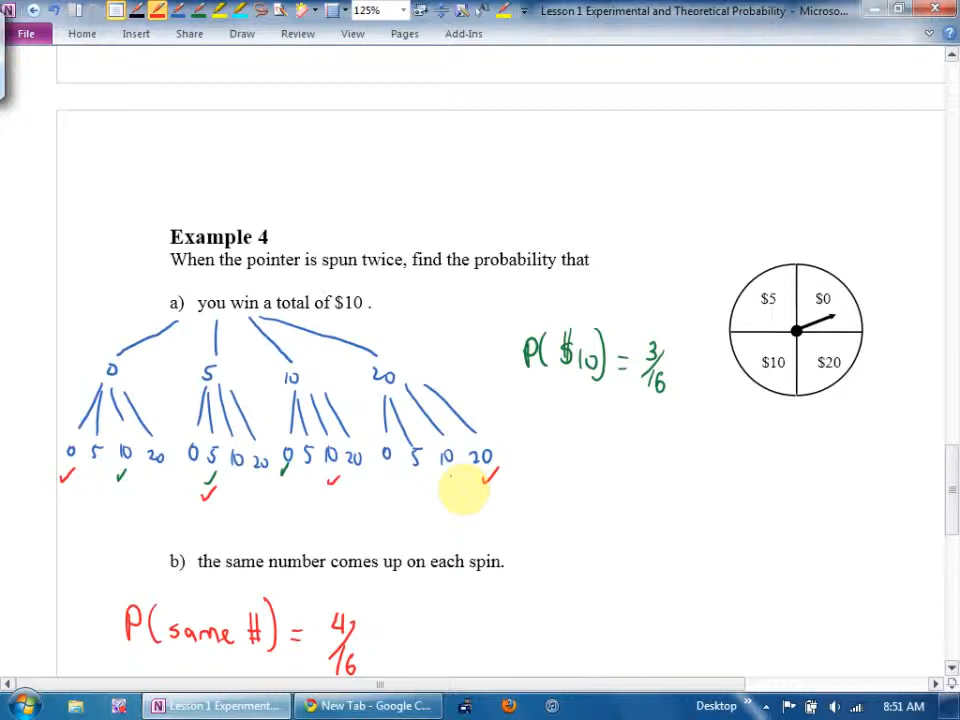 125%
Lesson 1 Experimental and Theoretical Probability - Microso...
File Home Insert Share Draw Review View Pages Add-Ins
Example 4
When the pointer is spun twice, find the probability that
a) you win a total of $10 .
$5 $0
$10 $20
P( $10) = 3/16
0 5 10 20
0 5 10 20 0 5 10 20 0 5 10 20 0 5 10 20
b) the same number comes up on each spin.
P(same #) = 4/16
Lesson 1 Experiment... New Tab - Google C... Desktop 8:51 AM